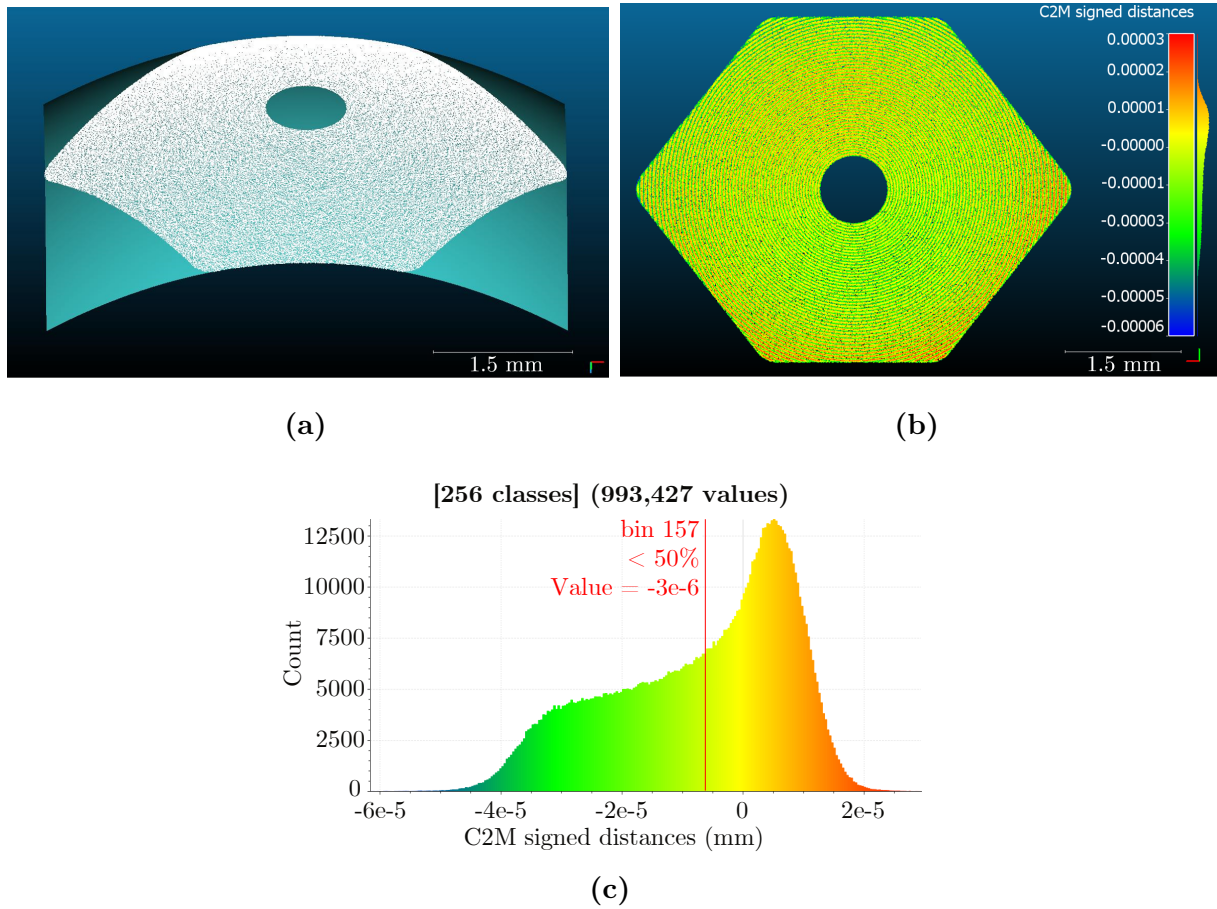 1.5 mm
(a)
C2M signed distances
0.00003
0.00002
0.00001
-0.00000
-0.00001
-0.00003
-0.00004
-0.00005
-0.00006
1.5 mm
(b)
[256 classes] (993,427 values)
bin 157
< 50%
Value = -3e-6
Count
12500
10000
7500
5000
2500
0
-6e-5 -4e-5 -2e-5 0 2e-5
C2M signed distances (mm)
(c)